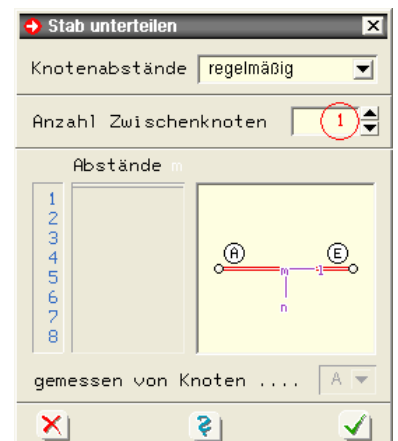 Stab unterteilen
Knotenabstände regelmäßig
Anzahl Zwischenknoten 1
Abstände m
1
2
3
4
5
6
7
8
A E
m l
n
gemessen von Knoten .... A